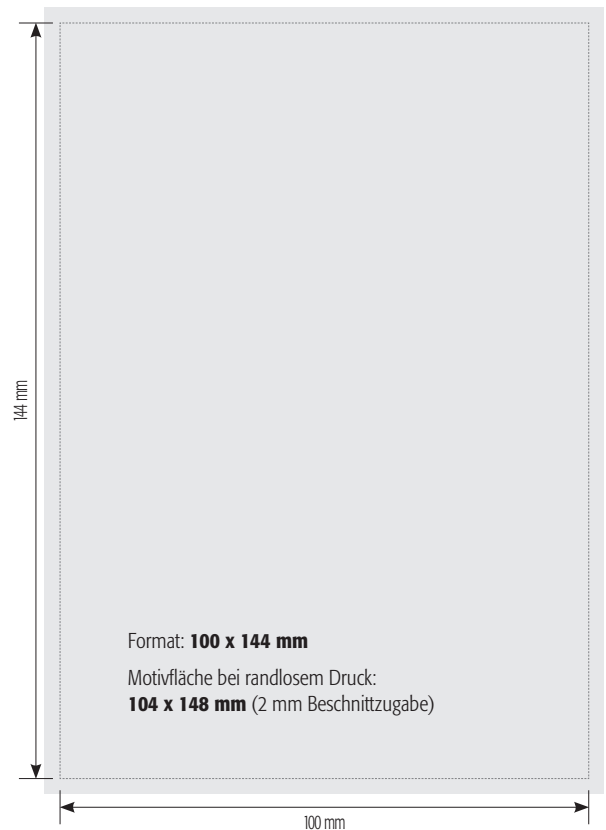 144 mm
Format: 100 x 144 mm
Motivfläche bei randlosem Druck:
104 x 148 mm (2 mm Beschnittzugabe)
100 mm